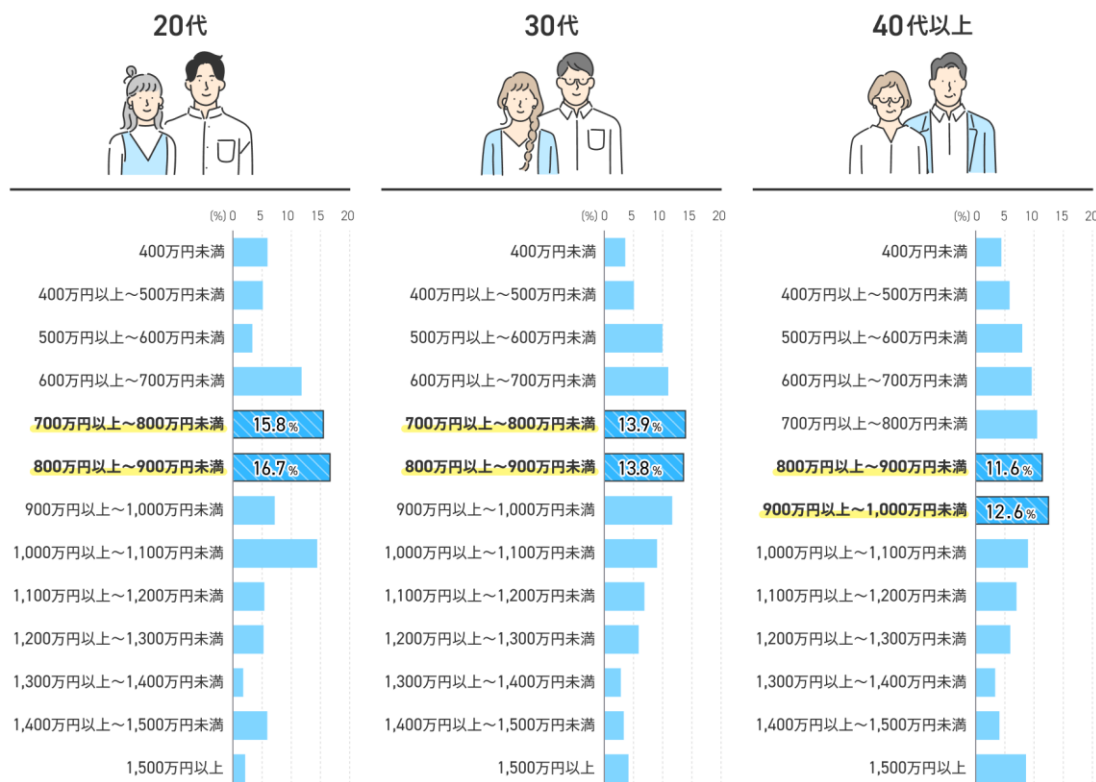 20代
30代
40代以上
(%) 0 5 10 15 20
(%) 0 5 10 15 20
(%) 0 5 10 15 20
400万円未満
400万円以上～500万円未満
500万円以上～600万円未満
600万円以上～700万円未満
700万円以上～800万円未満
15.8%
800万円以上～900万円未満
16.7%
900万円以上～1,000万円未満
1,000万円以上～1,100万円未満
1,100万円以上～1,200万円未満
1,200万円以上～1,300万円未満
1,300万円以上～1,400万円未満
1,400万円以上～1,500万円未満
1,500万円以上
400万円未満
400万円以上～500万円未満
500万円以上～600万円未満
600万円以上～700万円未満
700万円以上～800万円未満
13.9%
800万円以上～900万円未満
13.8%
900万円以上～1,000万円未満
1,000万円以上～1,100万円未満
1,100万円以上～1,200万円未満
1,200万円以上～1,300万円未満
1,300万円以上～1,400万円未満
1,400万円以上～1,500万円未満
1,500万円以上
400万円未満
400万円以上～500万円未満
500万円以上～600万円未満
600万円以上～700万円未満
700万円以上～800万円未満
800万円以上～900万円未満
11.6%
900万円以上～1,000万円未満
12.6%
1,000万円以上～1,100万円未満
1,100万円以上～1,200万円未満
1,200万円以上～1,300万円未満
1,300万円以上～1,400万円未満
1,400万円以上～1,500万円未満
1,500万円以上